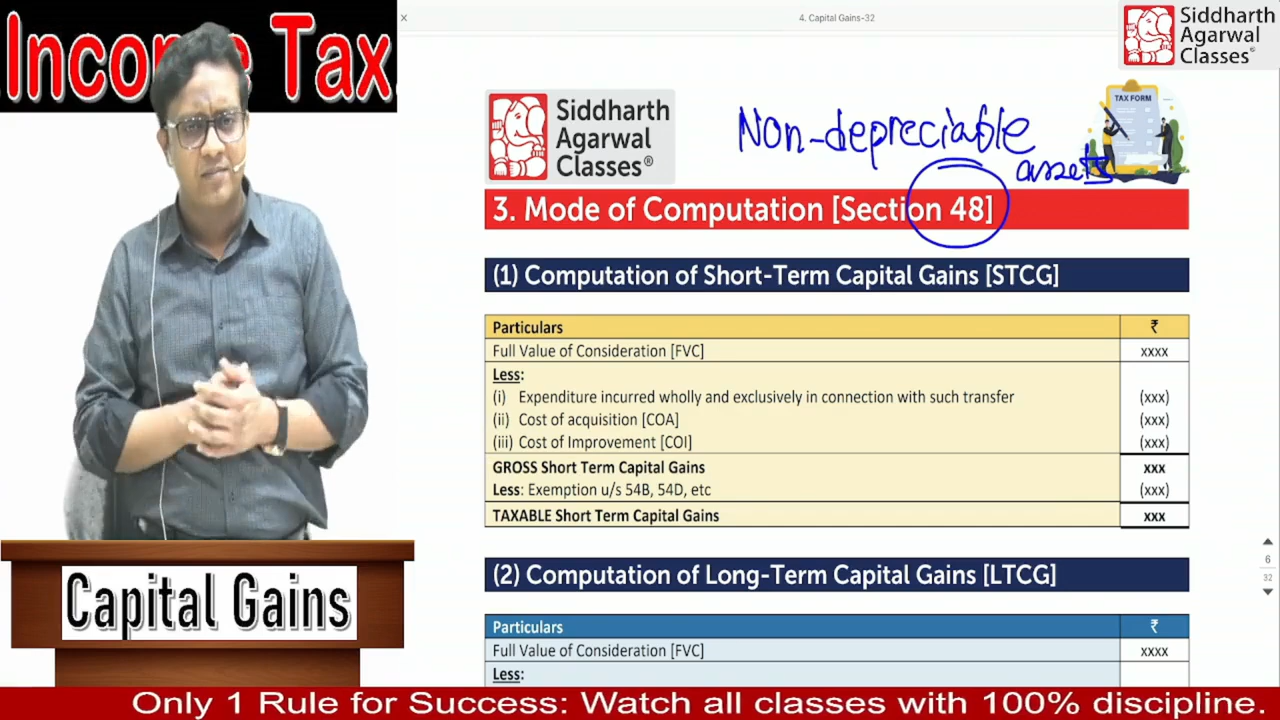 Income Tax
4. Capital Gains-32
Siddharth
Agarwal
Classes®
Siddharth
Agarwal
Classes®
Non-depreciable
assets
TAX FORM
3. Mode of Computation [Section 48]
(1) Computation of Short-Term Capital Gains [STCG]
Particulars ₹
Full Value of Consideration [FVC] xxxx
Less:
(i) Expenditure incurred wholly and exclusively in connection with such transfer (xxx)
(ii) Cost of acquisition [COA] (xxx)
(iii) Cost of Improvement [COI] (xxx)
GROSS Short Term Capital Gains xxx
Less: Exemption u/s 54B, 54D, etc (xxx)
TAXABLE Short Term Capital Gains xxx
(2) Computation of Long-Term Capital Gains [LTCG]
Particulars ₹
Full Value of Consideration [FVC] xxxx
Less:
6
32
Capital Gains
Only 1 Rule for Success: Watch all classes with 100% discipline.